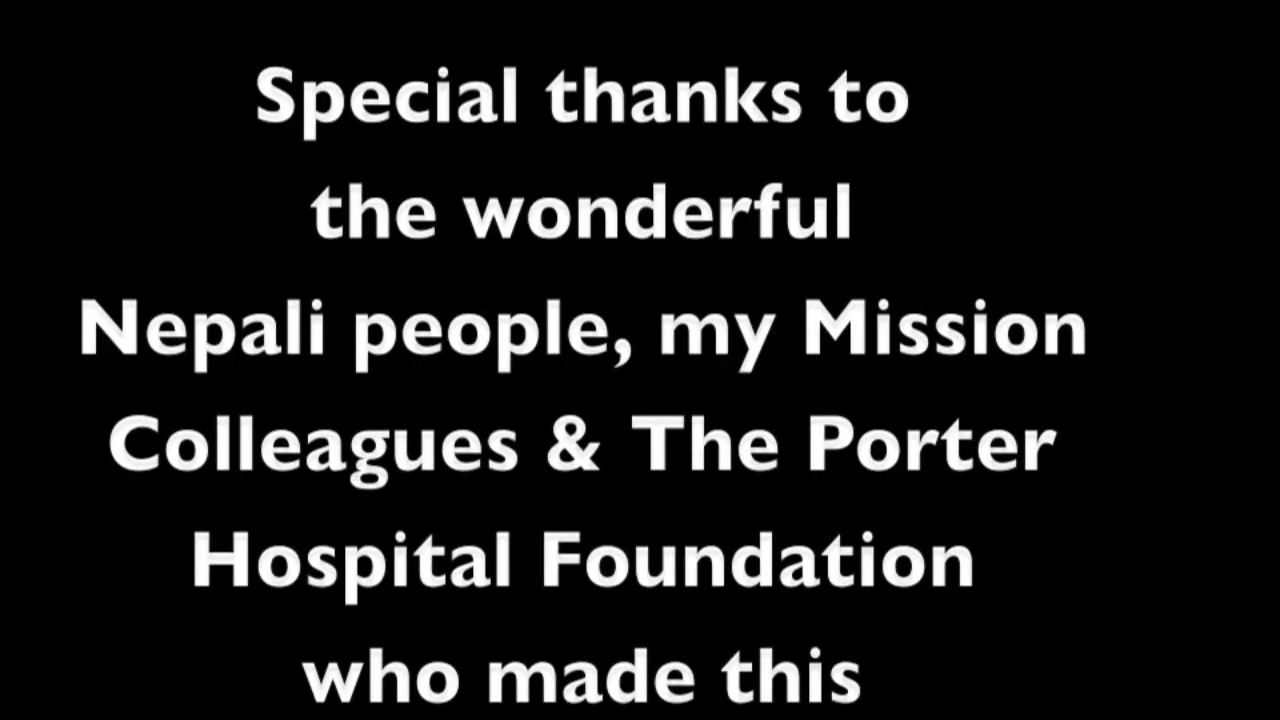 Special thanks to
the wonderful
Nepali people, my Mission
Colleagues & The Porter
Hospital Foundation
who made this